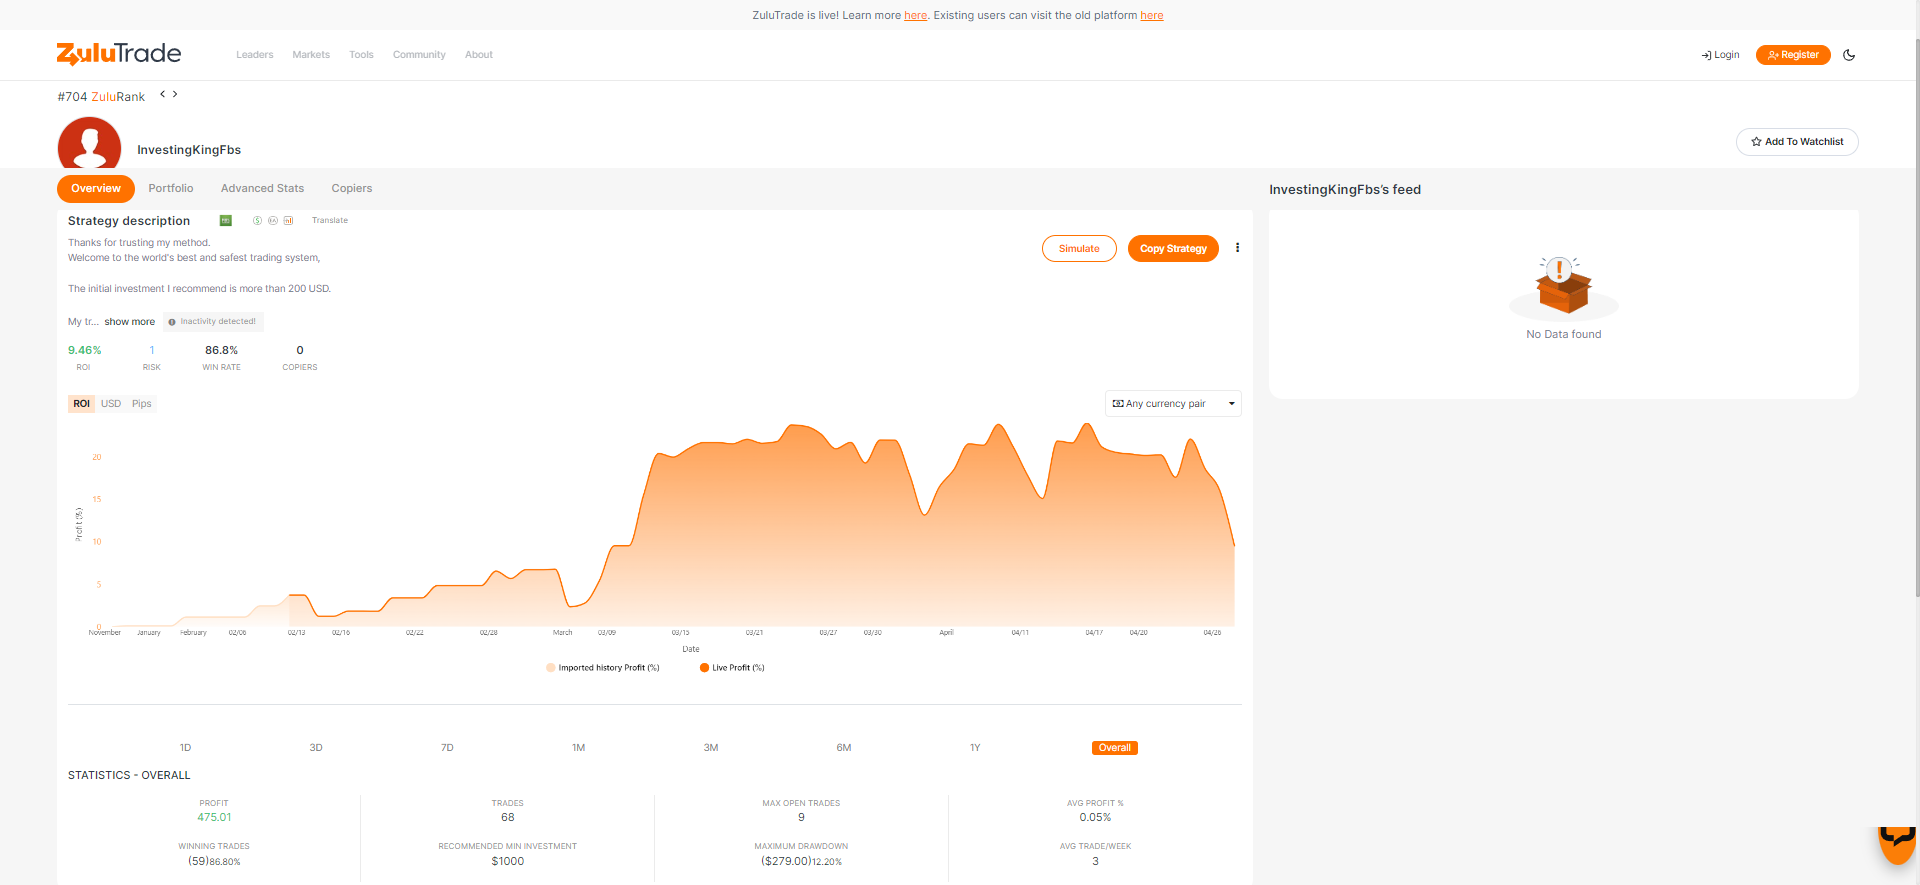 ZuluTrade is live! Learn more here. Existing users can visit the old platform here
ZuluTrade
Leaders Markets Tools Community About
Login Register
#704 ZuluRank
InvestingKingFbs
Add To Watchlist
Overview Portfolio Advanced Stats Copiers
InvestingKingFbs's feed
Strategy description
Translate
Thanks for trusting my method.
Welcome to the world's best and safest trading system,
Simulate Copy Strategy
The initial investment I recommend is more than 200 USD.
My tr... show more Inactivity detected!
No Data found
9.46% 1 86.8% 0
ROI RISK WIN RATE COPIERS
ROI USD Pips
Any currency pair
20
15
10
5
0
Profit (%)
November January February 02/06 02/13 02/16 02/22 02/28 March 03/09 03/15 03/21 03/27 03/30 April 04/11 04/17 04/20 04/26
Date
Imported history Profit (%) Live Profit (%)
1D 3D 7D 1M 3M 6M 1Y Overall
STATISTICS - OVERALL
PROFIT TRADES MAX OPEN TRADES AVG PROFIT %
475.01 68 9 0.05%
WINNING TRADES RECOMMENDED MIN INVESTMENT MAXIMUM DRAWDOWN AVG TRADE/WEEK
(59)86.80% $1000 ($279.00)12.20% 3